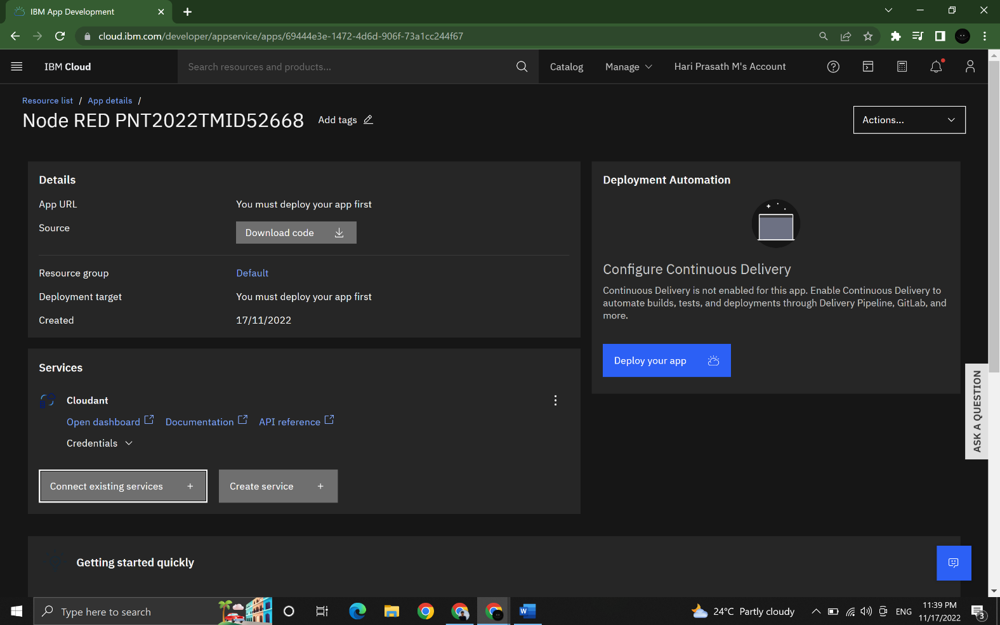 IBM App Development
cloud.ibm.com/developer/appservice/apps/69444e3e-1472-4d6d-906f-73a1cc244f67
IBM Cloud
Search resources and products...
Catalog
Manage
Hari Prasath M's Account
Resource list / App details /
Node RED PNT2022TMID52668
Add tags
Actions...
Details
App URL
You must deploy your app first
Source
Download code
Resource group
Default
Deployment target
You must deploy your app first
Created
17/11/2022
Deployment Automation
Configure Continuous Delivery
Continuous Delivery is not enabled for this app. Enable Continuous Delivery to
automate builds, tests, and deployments through Delivery Pipeline, GitLab, and
more.
Deploy your app
Services
Cloudant
Open dashboard
Documentation
API reference
Credentials
Connect existing services +
Create service +
ASK A QUESTION
Getting started quickly
Type here to search
W
24°C Partly cloudy
ENG
11:39 PM
11/17/2022
3